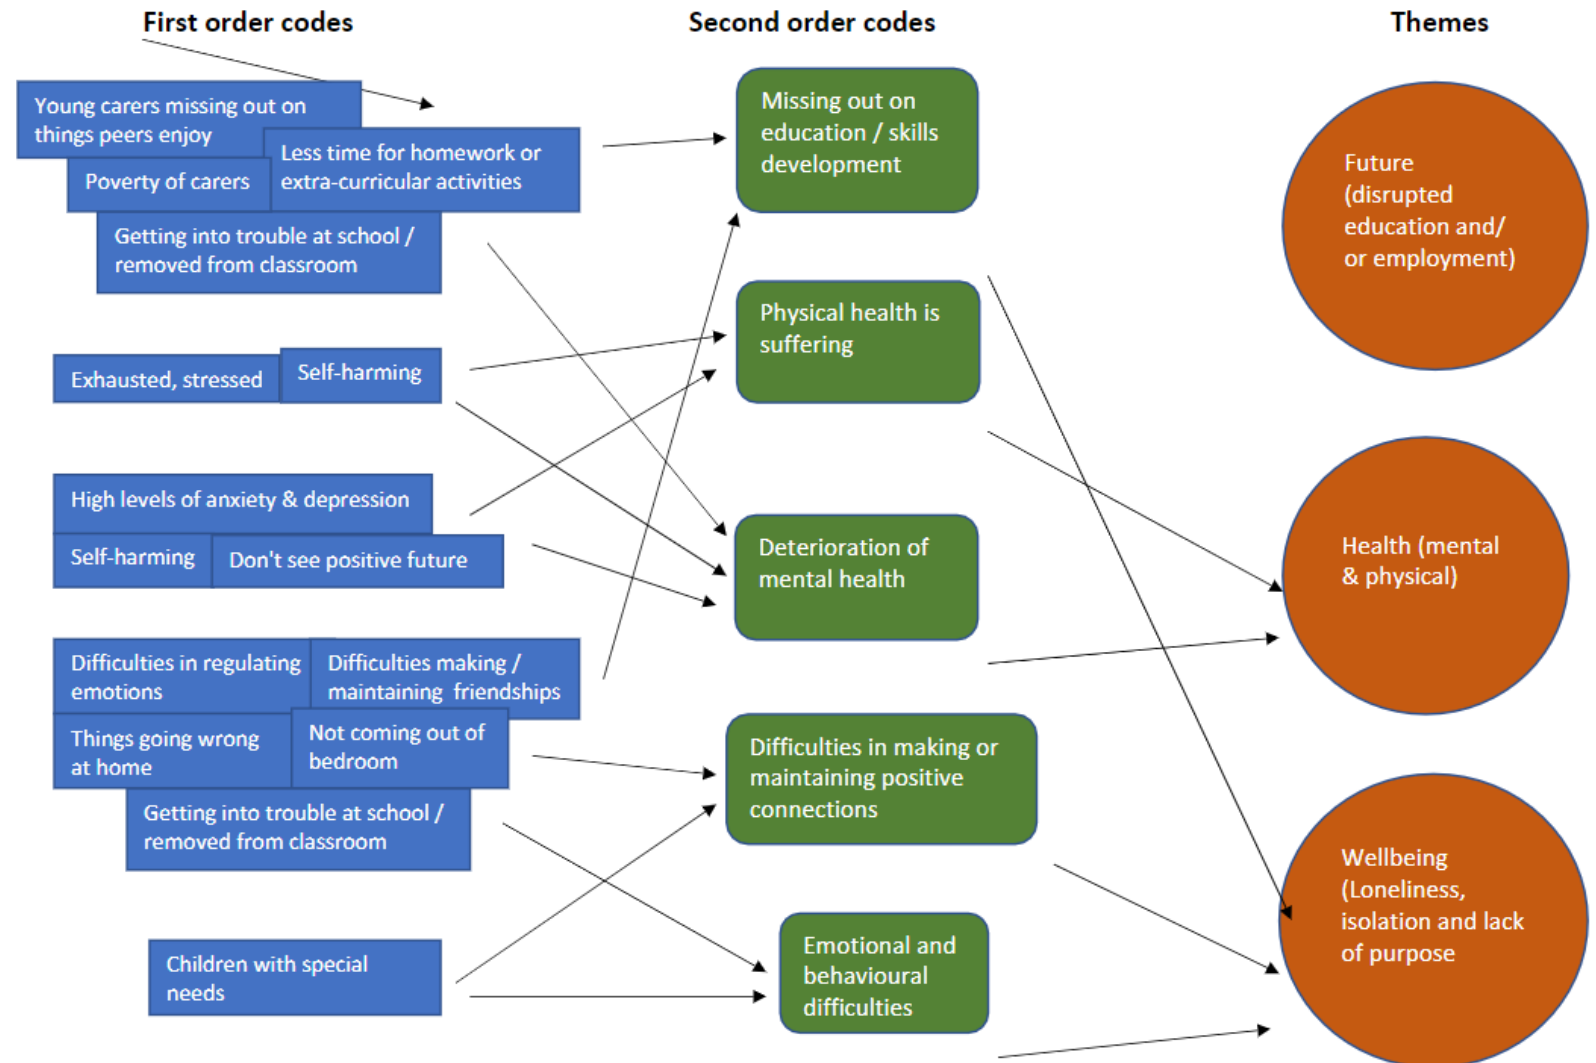 First order codes
Second order codes
Themes
Young carers missing out on
things peers enjoy
Less time for homework or
extra-curricular activities
Poverty of carers
Getting into trouble at school /
removed from classroom
Exhausted, stressed
Self-harming
High levels of anxiety & depression
Self-harming
Don't see positive future
Difficulties in regulating
emotions
Difficulties making /
maintaining friendships
Things going wrong
at home
Not coming out of
bedroom
Getting into trouble at school /
removed from classroom
Children with special
needs
Missing out on
education / skills
development
Physical health is
suffering
Deterioration of
mental health
Difficulties in making or
maintaining positive
connections
Emotional and
behavioural
difficulties
Future
(disrupted
education and/
or employment)
Health (mental
& physical)
Wellbeing
(Loneliness,
isolation and lack
of purpose